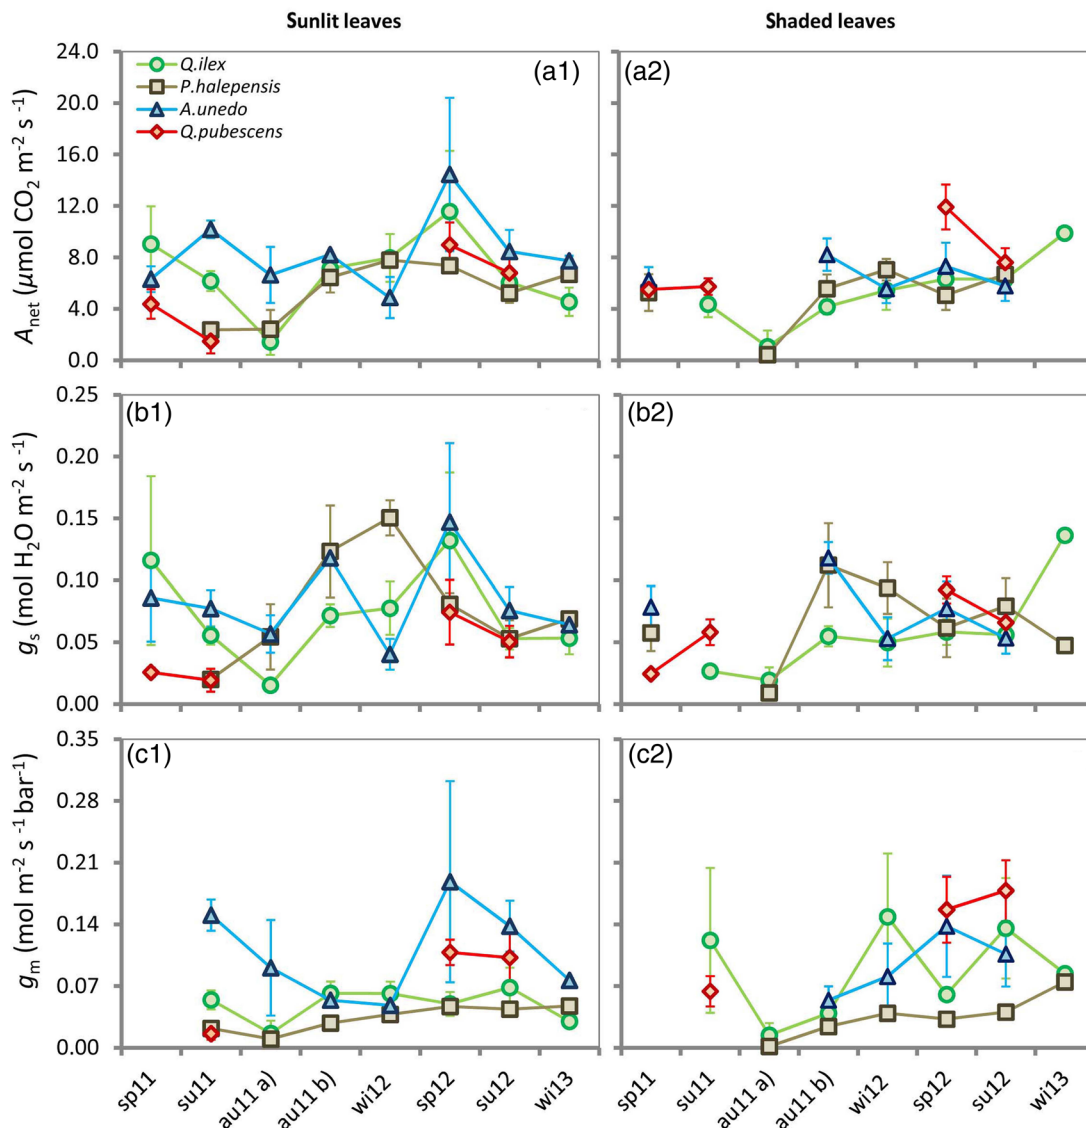 Sunlit leaves
Shaded leaves
Q.ilex
P.halepensis
A.unedo
Q.pubescens
(a1)
(a2)
24.0
20.0
16.0
12.0
8.0
4.0
0.0
A_net (μmol CO₂ m⁻² s⁻¹)
(b1)
(b2)
0.25
0.20
0.15
0.10
0.05
0.00
gₛ (mol H₂O m⁻² s⁻¹)
(c1)
(c2)
0.35
0.28
0.21
0.14
0.07
0.00
gₘ (mol m⁻² s⁻¹ bar⁻¹)
sp11
su11
au11 a)
au11 b)
wi12
sp12
su12
wi13
sp11
su11
au11 a)
au11 b)
wi12
sp12
su12
wi13